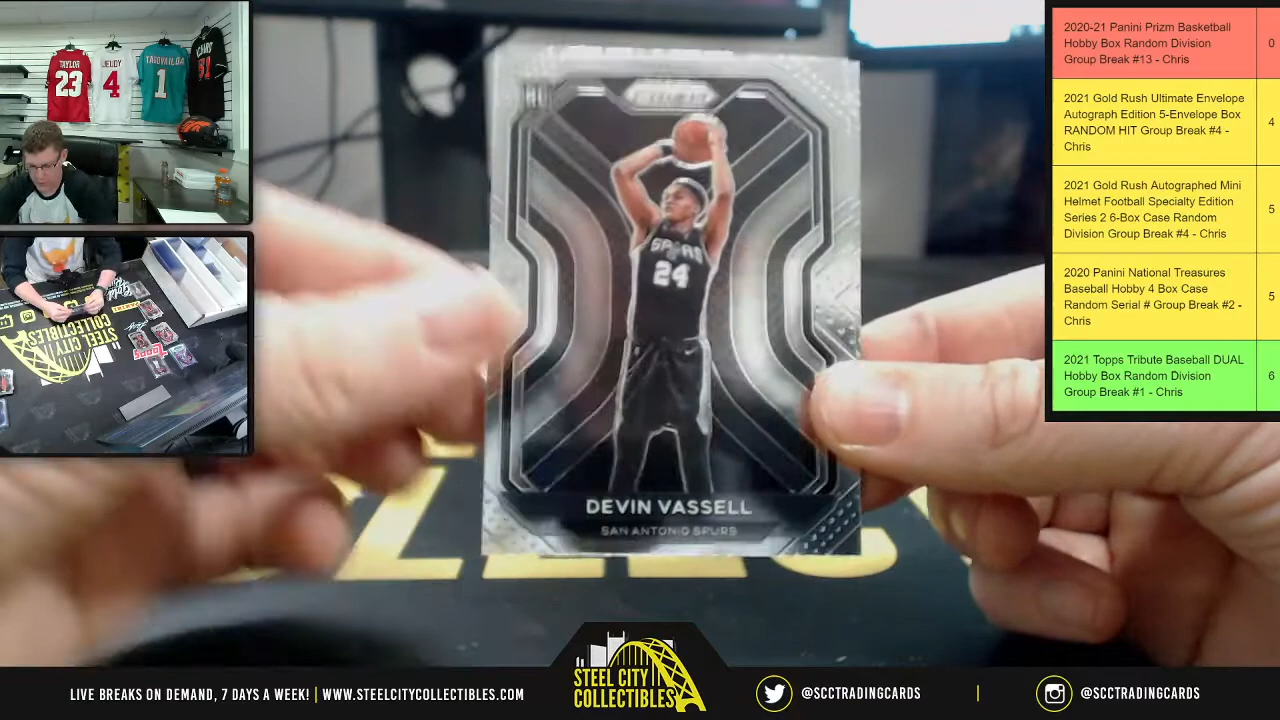 TAYLOR
23
JEUDY
4
TAGOVAILOA
1
2020-21 Panini Prizm Basketball
Hobby Box Random Division
Group Break #13 - Chris
0
2021 Gold Rush Ultimate Envelope
Autograph Edition 5-Envelope Box
RANDOM HIT Group Break #4 -
Chris
4
2021 Gold Rush Autographed Mini
Helmet Football Specialty Edition
Series 2 6-Box Case Random
Division Group Break #4 - Chris
5
2020 Panini National Treasures
Baseball Hobby 4 Box Case
Random Serial # Group Break #2 -
Chris
5
2021 Topps Tribute Baseball DUAL
Hobby Box Random Division
Group Break #1 - Chris
6
SPURS
24
DEVIN VASSELL
SAN ANTONIO SPURS
STEEL CITY
COLLECTIBLES
Topps
LIVE BREAKS ON DEMAND, 7 DAYS A WEEK! | WWW.STEELCITYCOLLECTIBLES.COM
STEEL CITY
COLLECTIBLES
@SCCTRADINGCARDS
|
@SCCTRADINGCARDS